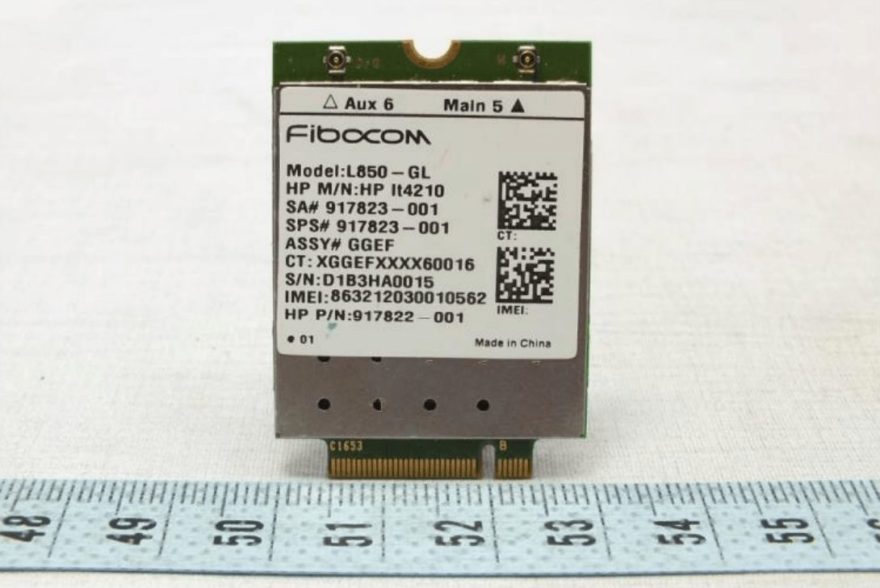 △ Aux 6 Main 5 ▲
Fibocom
Model:L850-GL
HP M/N:HP lt4210
SA# 917823-001
SPS# 917823-001
ASSY# GGEF
CT: XGGEFXXXX60016
S/N:D1B3HA0015
IMEI:863212030010562
HP P/N:917822-001
CT:
IMEI:
01
Made in China
C1653
B
48 49 50 51 52 53 54 55